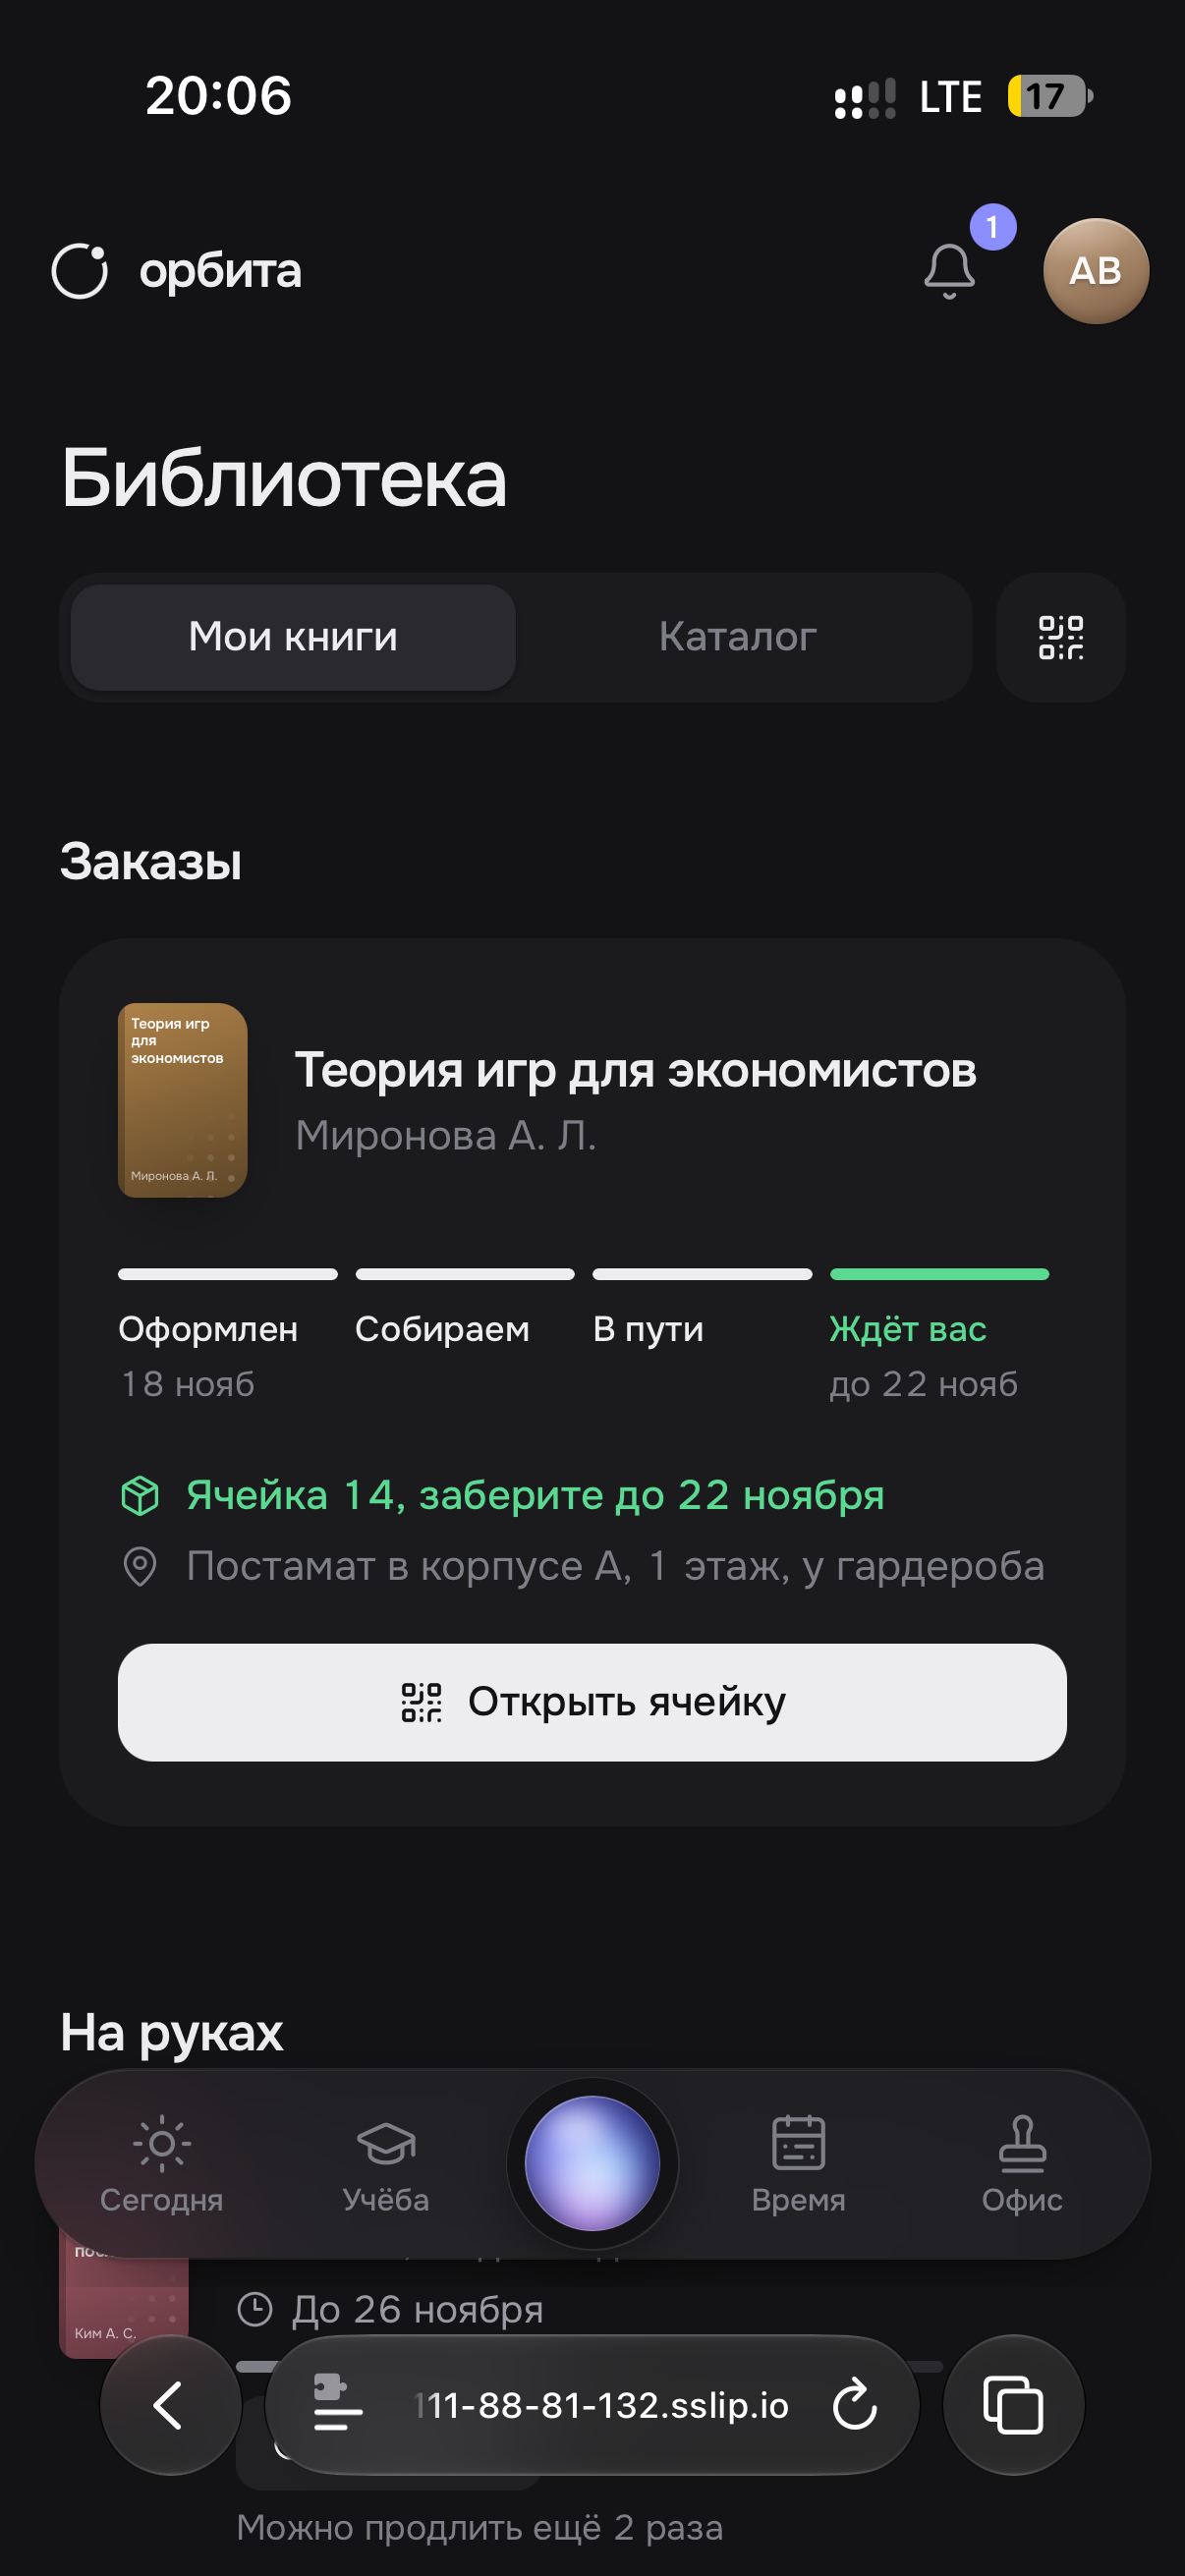 20:06
LTE
17
орбита
1
АВ
Библиотека
Мои книги
Каталог
Заказы
Теория игр
для
экономистов
Миронова А. Л.
Теория игр для экономистов
Миронова А. Л.
Оформлен
Собираем
В пути
Ждёт вас
18 нояб
до 22 нояб
Ячейка 14, заберите до 22 ноября
Постамат в корпусе А, 1 этаж, у гардероба
Открыть ячейку
На руках
Сегодня
Учёба
Время
Офис
Ким А. С.
До 26 ноября
111-88-81-132.sslip.io
Можно продлить ещё 2 раза